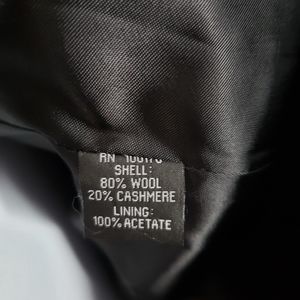 RN
SHELL:
80% WOOL
20% CASHMERE
LINING:
100% ACETATE